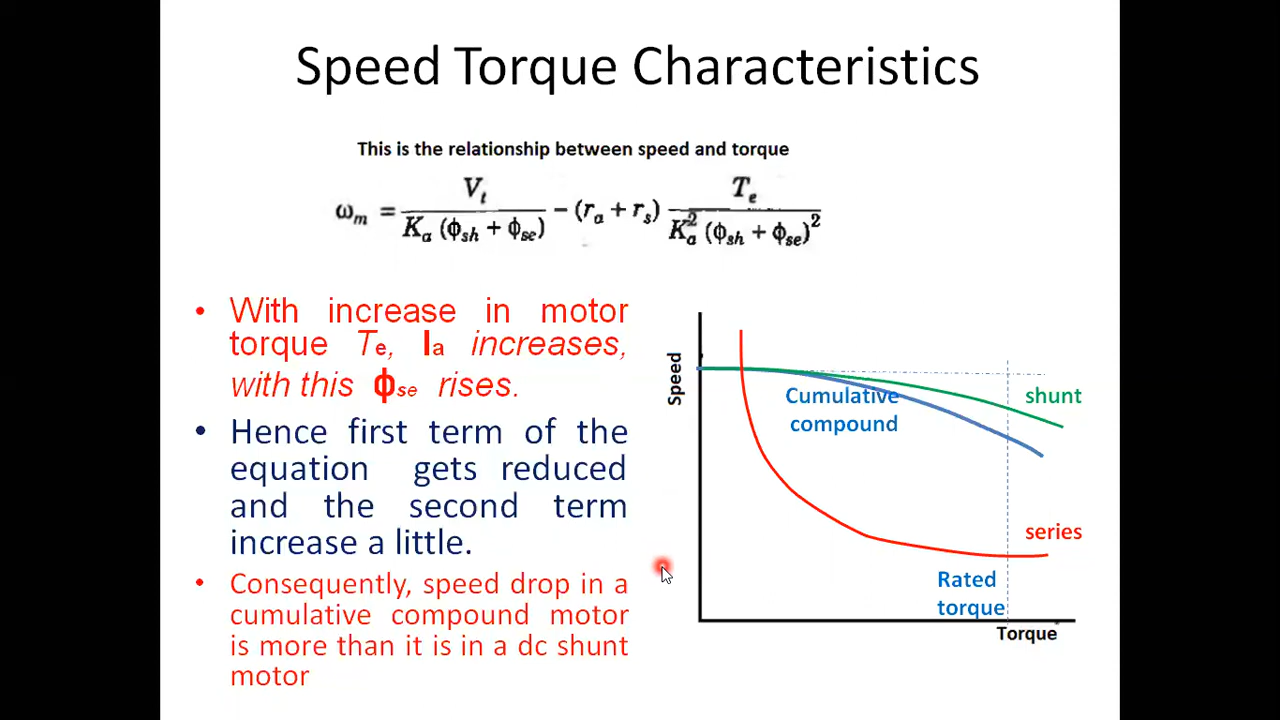 Speed Torque Characteristics
This is the relationship between speed and torque
ωₘ = Vₜ / Kₐ (ϕₛₕ + ϕₛₑ) − (rₐ + rₛ) Tₑ / Kₐ² (ϕₛₕ + ϕₛₑ)²
• With increase in motor
torque Te, Ia increases,
with this ϕse rises.
• Hence first term of the
equation gets reduced
and the second term
increase a little.
• Consequently, speed drop in a
cumulative compound motor
is more than it is in a dc shunt
motor
Speed
Cumulative
compound
shunt
series
Rated
torque
Torque